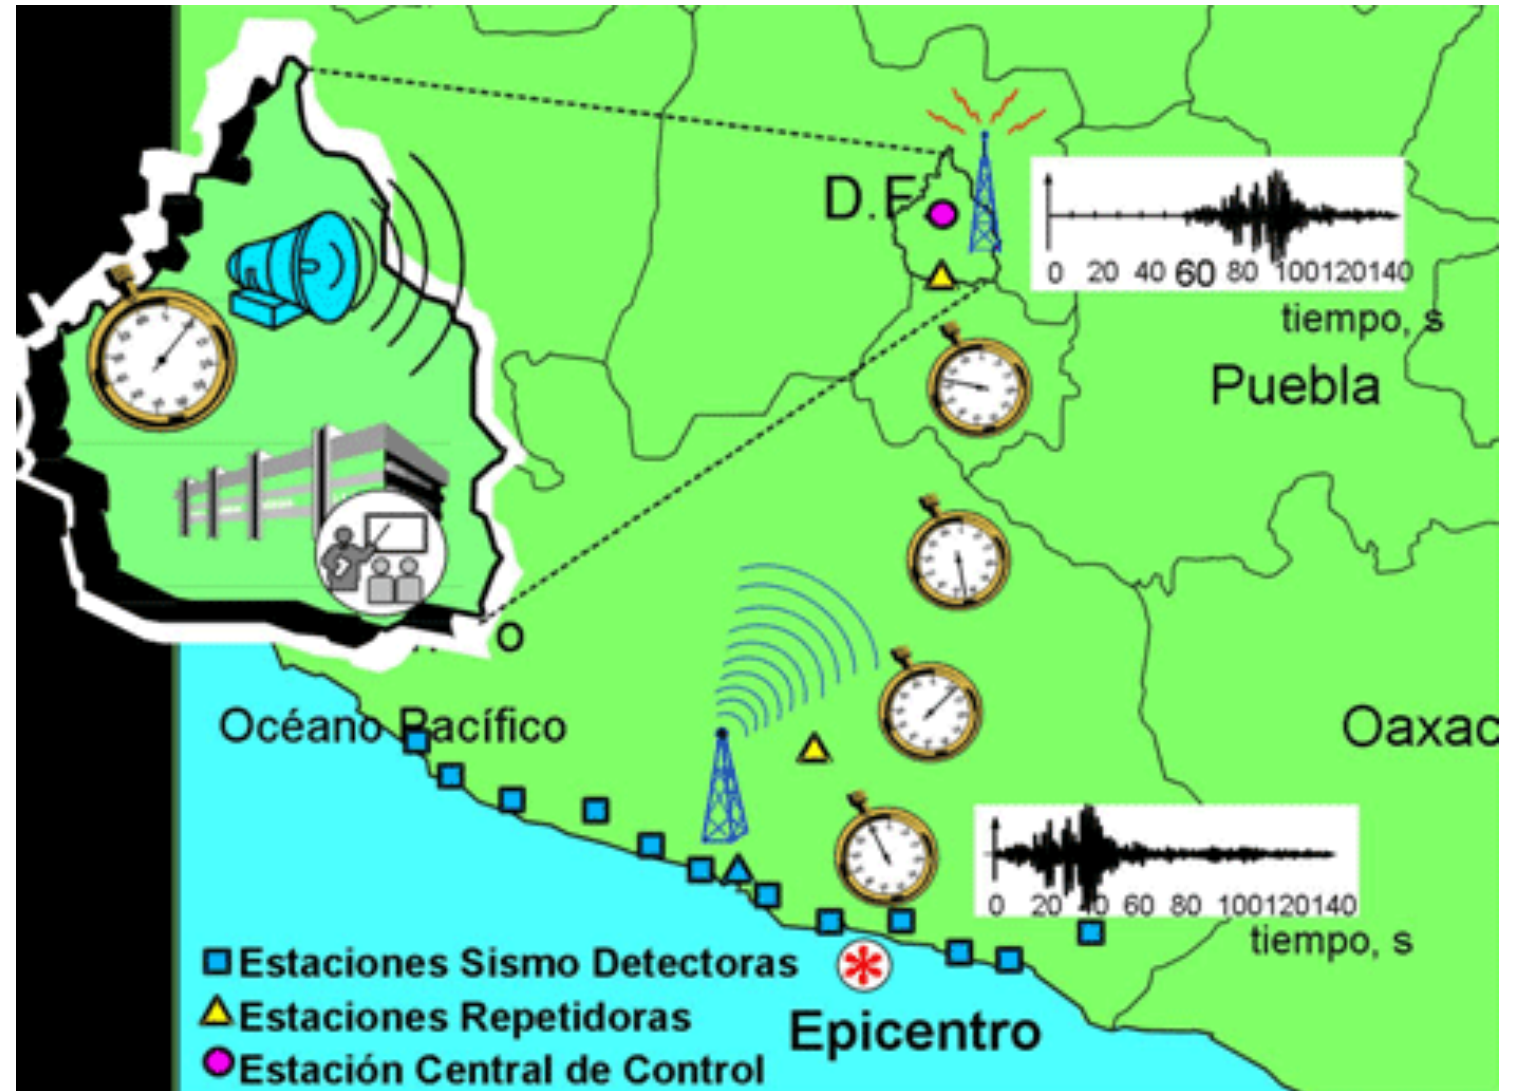 D.F
0 20 40 60 80 100120140
tiempo, s
Puebla
o
Océano Pacífico
Oaxac
0 20 40 60 80 100120140
tiempo, s
Estaciones Sismo Detectoras
Estaciones Repetidoras
Epicentro
Estación Central de Control